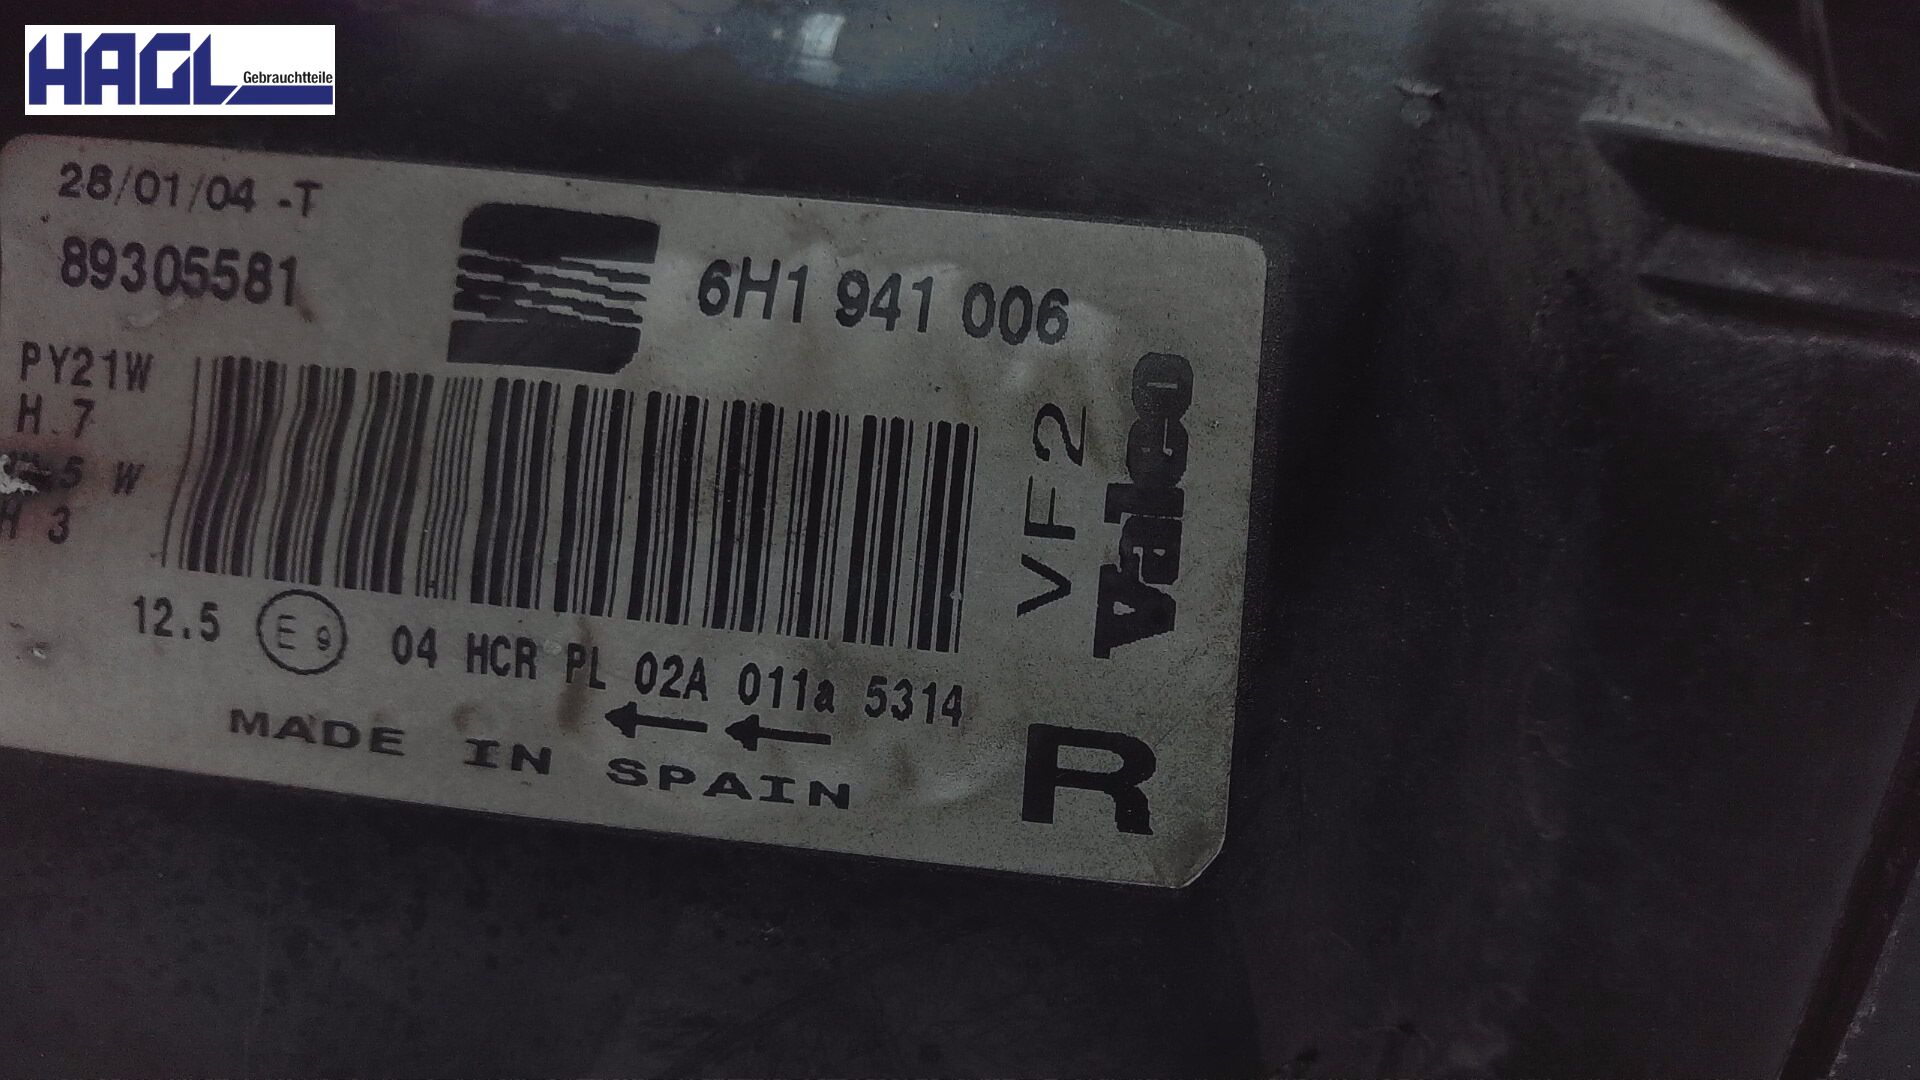 HAGL
Gebrauchtteile
28/01/04 -T
89305581
6H1 941 006
PY21W
H.7
5 W
H 3
VF2
Valeo
12.5 E9 04 HCR PL 02A 011a 5314
MADE IN SPAIN
R